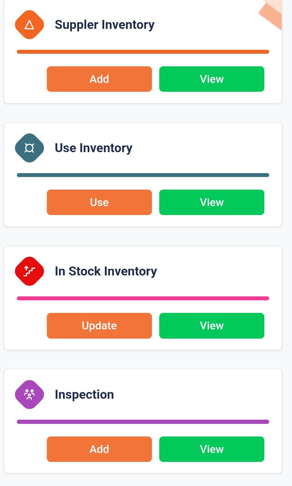 Suppler Inventory
Add View
Use Inventory
Use View
In Stock Inventory
Update View
Inspection
Add View